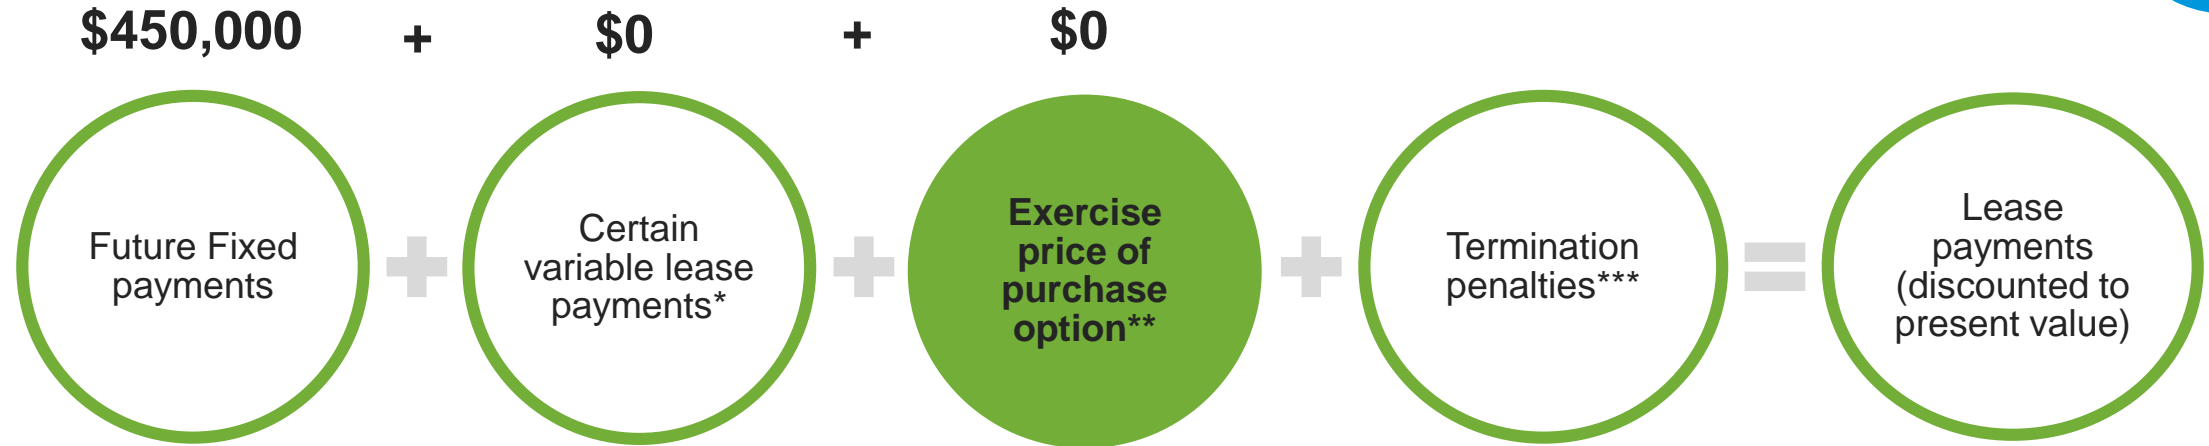 $450,000 + $0 + $0
Future Fixed
payments
Certain
variable lease
payments*
Exercise
price of
purchase
option**
Termination
penalties***
Lease
payments
(discounted to
present value)